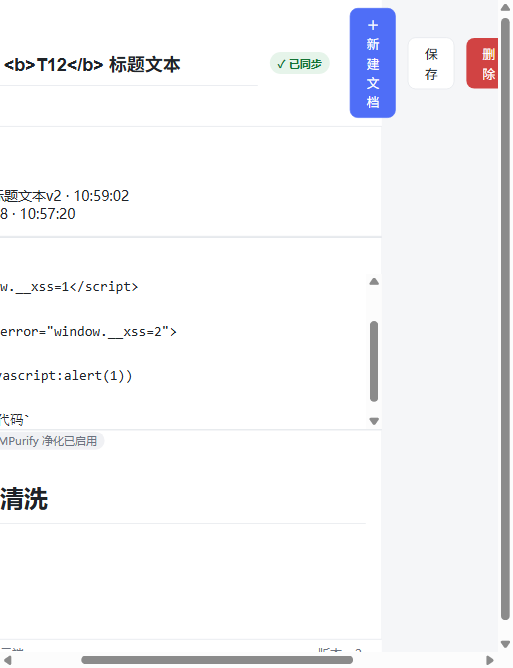 <b>T12</b> 标题文本
✓ 已同步
+
新
建
文
档
保
存
删
除
标题文本v2 · 10:59:02
8 · 10:57:20
w.__xss=1</script>
error="window.__xss=2">
vascript:alert(1))
代码`
MPurify 净化已启用
清洗